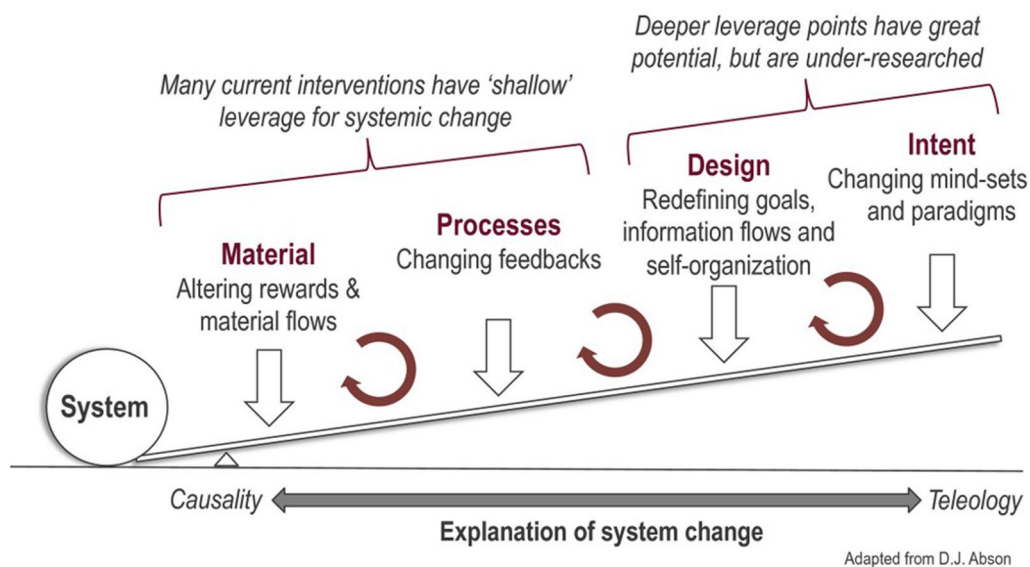 Deeper leverage points have great
potential, but are under-researched
Many current interventions have ‘shallow’
leverage for systemic change
Intent
Changing mind-sets
and paradigms
Design
Redefining goals,
information flows and
self-organization
Processes
Changing feedbacks
Material
Altering rewards &
material flows
System
Causality
Teleology
Explanation of system change
Adapted from D.J. Abson